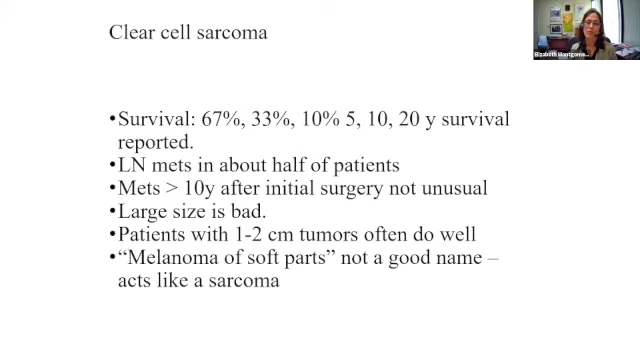 Clear cell sarcoma
Elizabeth Montgome...
•Survival: 67%, 33%, 10% 5, 10, 20 y survival
reported.
•LN mets in about half of patients
•Mets > 10y after initial surgery not unusual
•Large size is bad.
•Patients with 1-2 cm tumors often do well
•“Melanoma of soft parts” not a good name –
acts like a sarcoma